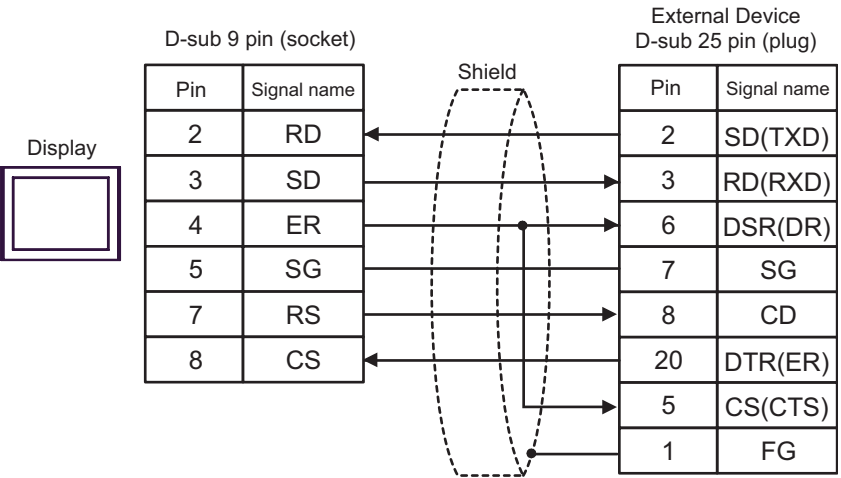 External Device
D-sub 9 pin (socket)
D-sub 25 pin (plug)
Shield
Display
Pin Signal name
2 RD
3 SD
4 ER
5 SG
7 RS
8 CS
Pin Signal name
2 SD(TXD)
3 RD(RXD)
6 DSR(DR)
7 SG
8 CD
20 DTR(ER)
5 CS(CTS)
1 FG